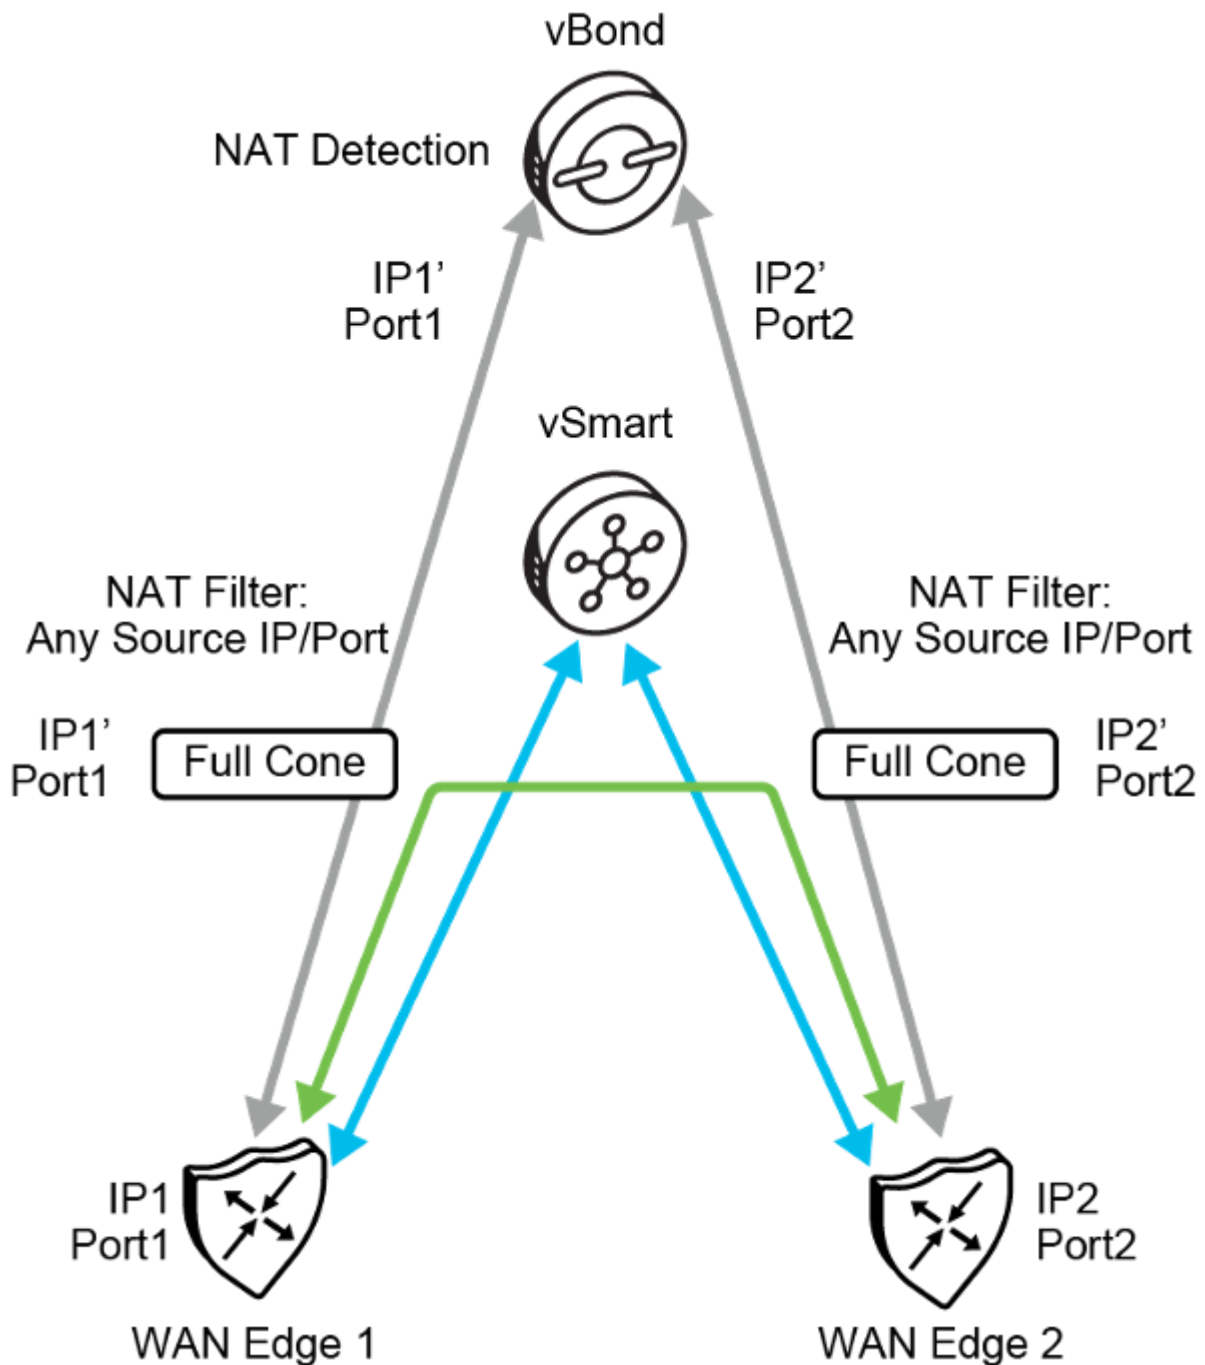 vBond
NAT Detection
IP1’
Port1
IP2’
Port2
vSmart
NAT Filter:
Any Source IP/Port
NAT Filter:
Any Source IP/Port
IP1’
Port1
Full Cone
Full Cone
IP2’
Port2
IP1
Port1
IP2
Port2
WAN Edge 1
WAN Edge 2